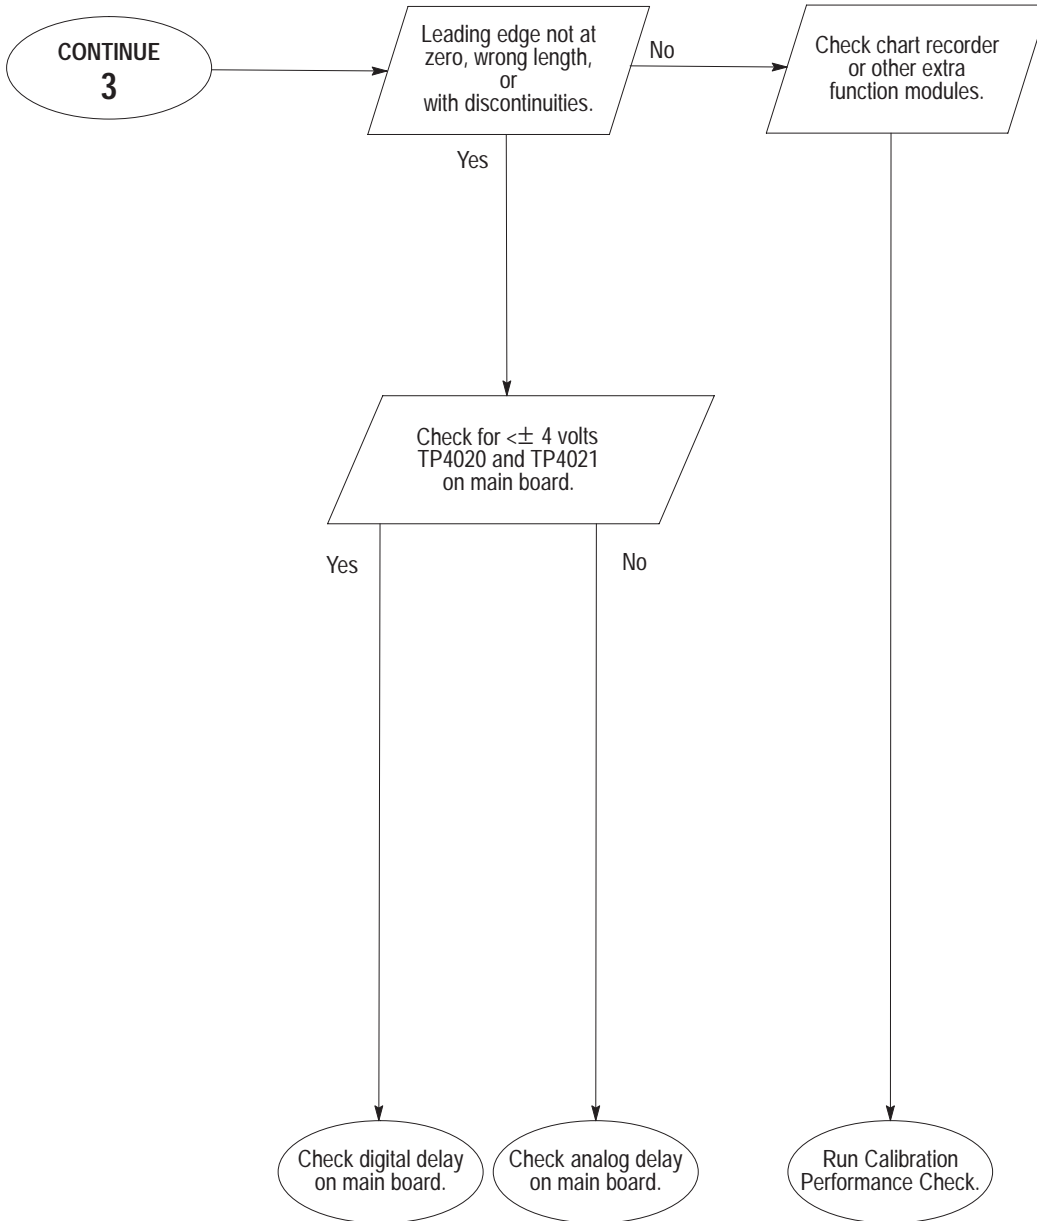 CONTINUE
3
Leading edge not at
zero, wrong length,
or
with discontinuities.
No
Check chart recorder
or other extra
function modules.
Yes
Check for <± 4 volts
TP4020 and TP4021
on main board.
Yes
No
Check digital delay
on main board.
Check analog delay
on main board.
Run Calibration
Performance Check.